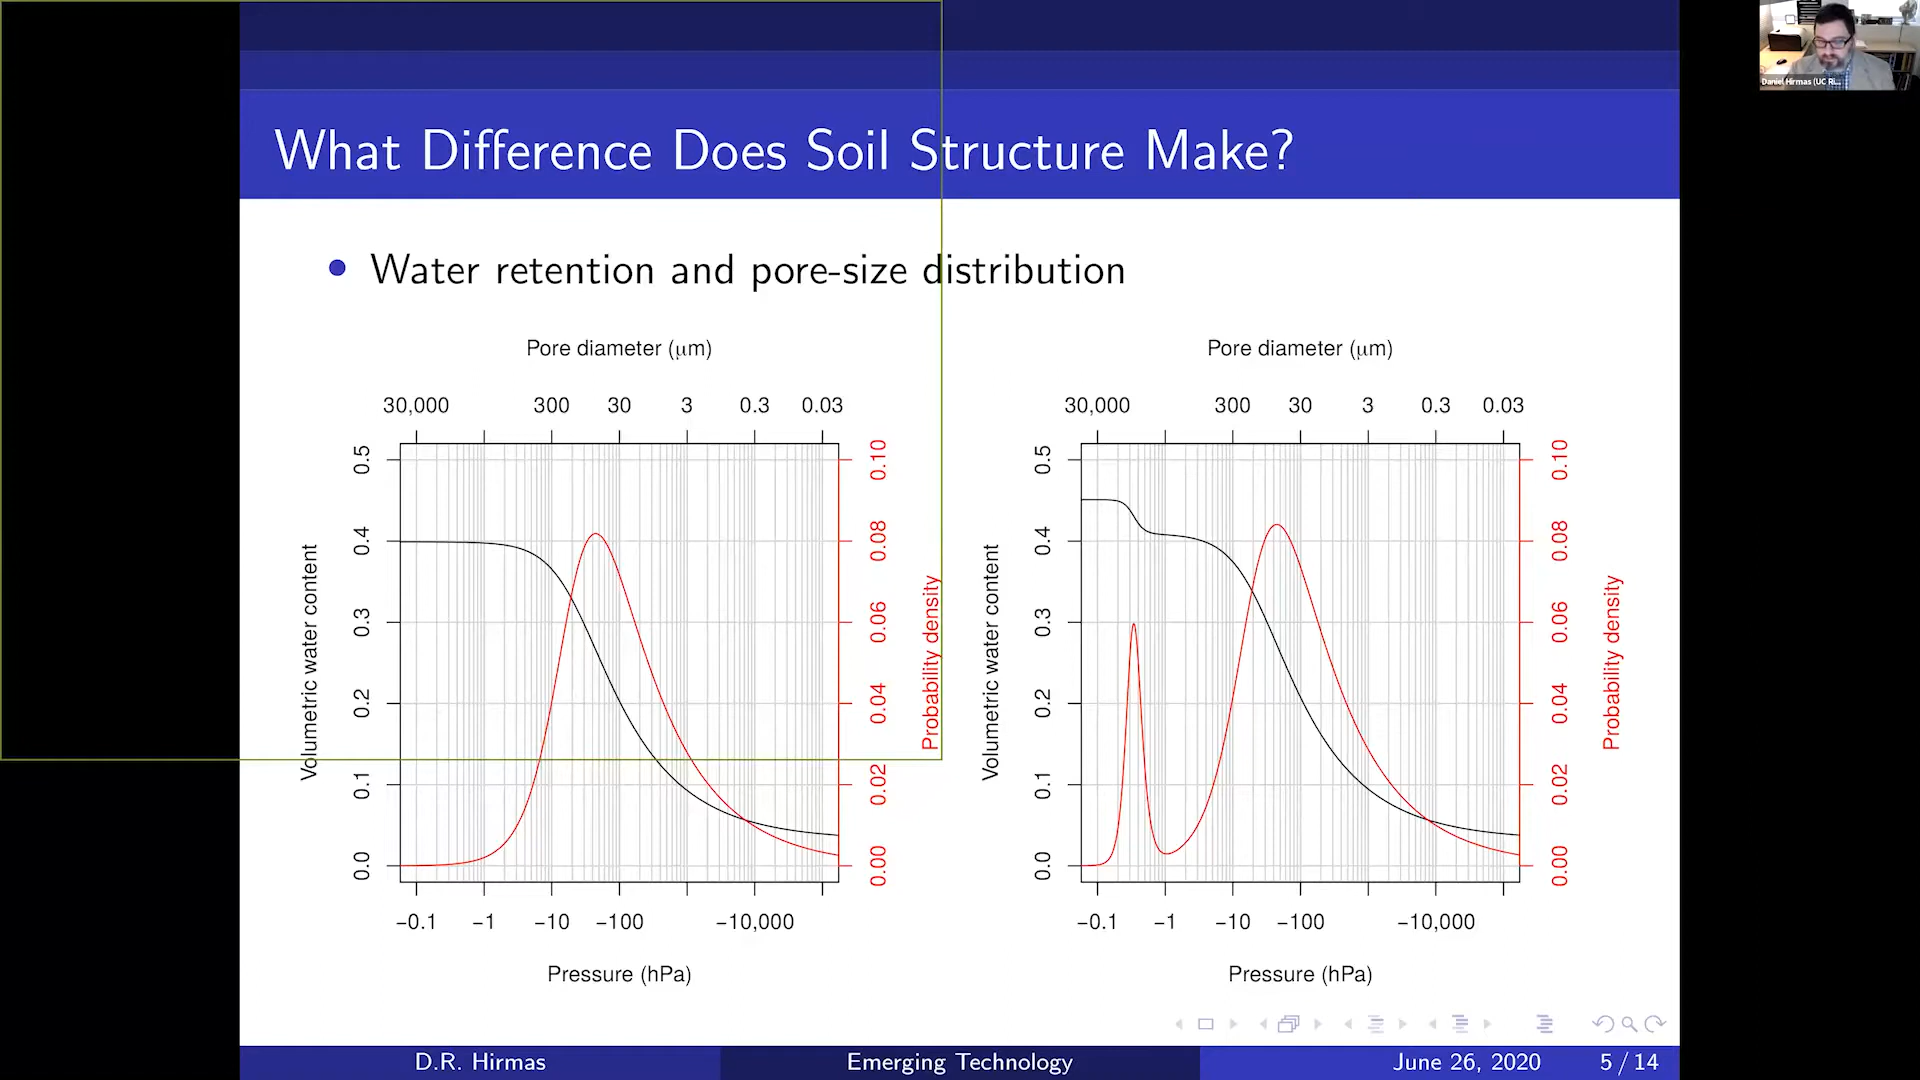 Daniel Hirmas (UC Ri...
What Difference Does Soil Structure Make?
Water retention and pore-size distribution
Pore diameter (μm)
30,000 300 30 3 0.3 0.03
Volumetric water content
0.5
0.4
0.3
0.2
0.1
0.0
0.10
0.08
0.06
0.04
0.02
0.00
Probability density
−0.1 −1 −10 −100 −10,000
Pressure (hPa)
Pore diameter (μm)
30,000 300 30 3 0.3 0.03
Volumetric water content
0.5
0.4
0.3
0.2
0.1
0.0
0.10
0.08
0.06
0.04
0.02
0.00
Probability density
−0.1 −1 −10 −100 −10,000
Pressure (hPa)
D.R. Hirmas Emerging Technology June 26, 2020 5 / 14